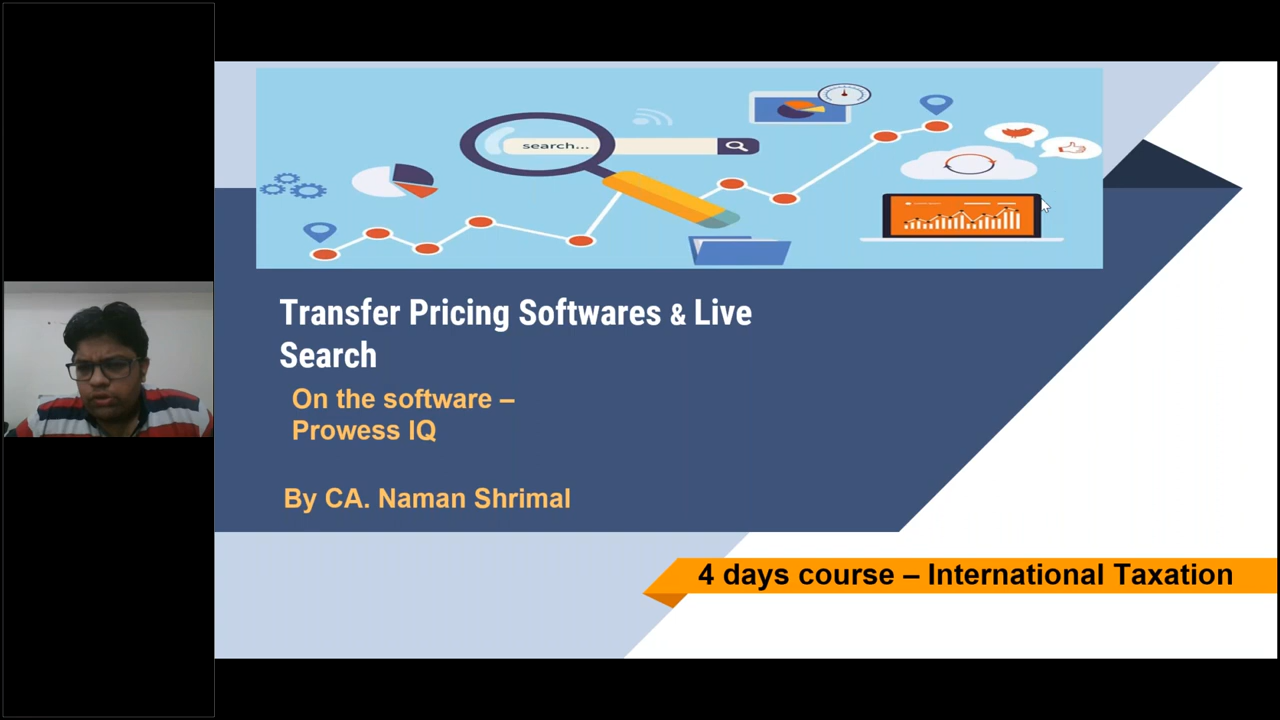 search...
Transfer Pricing Softwares & Live
Search
On the software –
Prowess IQ
By CA. Naman Shrimal
4 days course – International Taxation